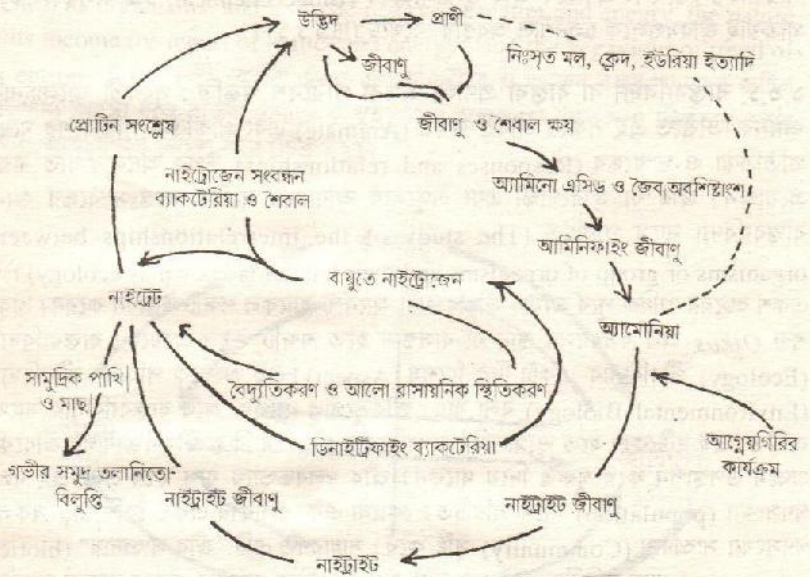 উদ্ভিদ
প্রাণী
জীবাণু
নিঃসৃত মল, ক্লেদ, ইউরিয়া ইত্যাদি
প্রোটিন সংশ্লেষ
জীবাণু ও শৈবাল ক্ষয়
নাইট্রোজেন সংবন্ধন
ব্যাকটেরিয়া ও শৈবাল
অ্যামিনো এসিড ও জৈব অবশিষ্টাংশ
আমিনিফাইং জীবাণু
বায়ুতে নাইট্রোজেন
নাইট্রেট
অ্যামোনিয়া
সামুদ্রিক পাখি
ও মাছ
বৈদ্যুতিকরণ ও আলো রাসায়নিক স্থিতিকরণ
ডিনাইট্রিফাইং ব্যাকটেরিয়া
আগ্নেয়গিরির
কার্যক্রম
গভীর সমুদ্র তলানিতে-
বিলুপ্তি
নাইট্রাইট জীবাণু
নাইট্রাইট জীবাণু
নাইট্রাইট